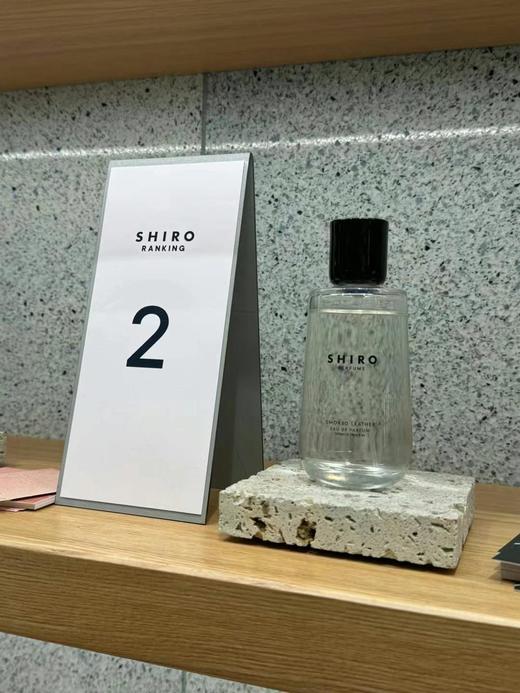 SHIRO
RANKING
2
SHIRO
PERFUME
SMOKED LEATHER
EAU DE PARFUM